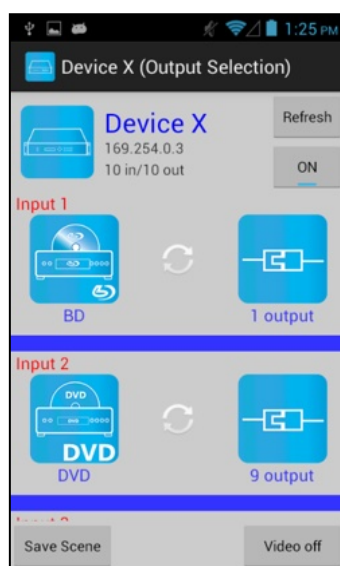 1:25 PM
Device X (Output Selection)
Device X
169.254.0.3
10 in/10 out
Refresh
ON
Input 1
BD
1 output
Input 2
DVD
DVD
DVD
9 output
Save Scene
Video off